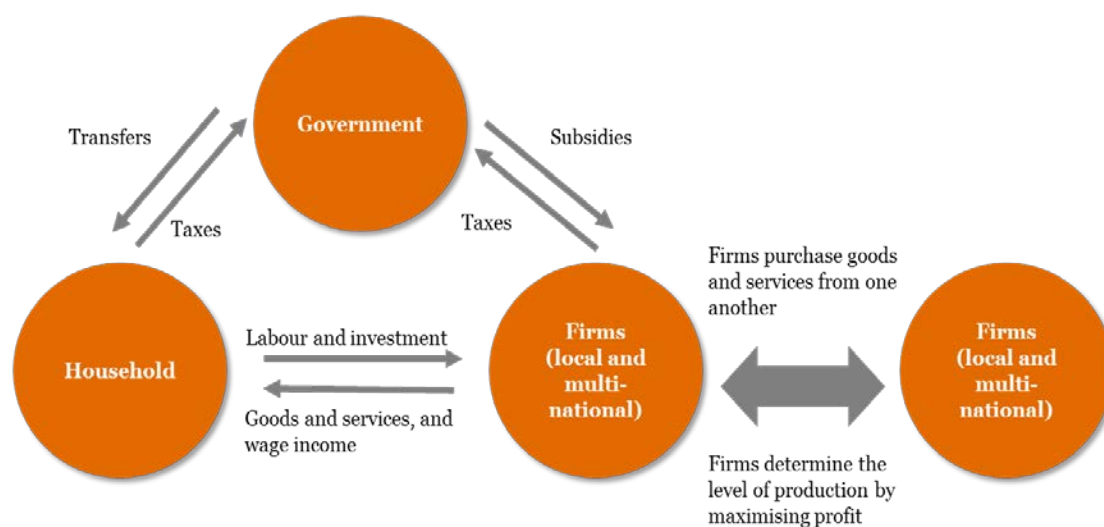 Government
Transfers
Taxes
Subsidies
Taxes
Household
Labour and investment
Goods and services, and
wage income
Firms
(local and
multi-
national)
Firms purchase goods
and services from one
another
Firms determine the
level of production by
maximising profit
Firms
(local and
multi-
national)